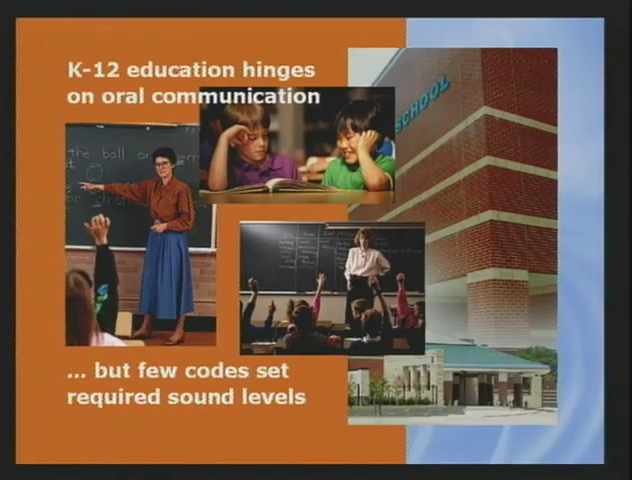 K-12 education hinges
on oral communication
SCHOOL
the ball
... but few codes set
required sound levels